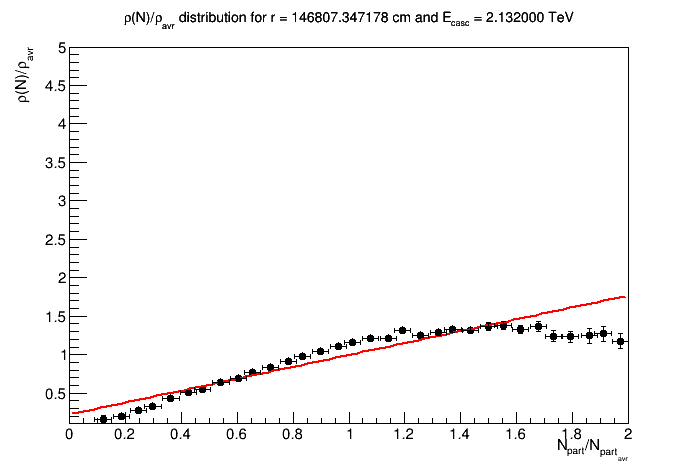 ρ(N)/ρavr distribution for r = 146807.347178 cm and Ecasc = 2.132000 TeV
ρ(N)/ρavr
5
4.5
4
3.5
3
2.5
2
1.5
1
0.5
0 0.2 0.4 0.6 0.8 1 1.2 1.4 1.6 1.8 2
Npart/Npartavr